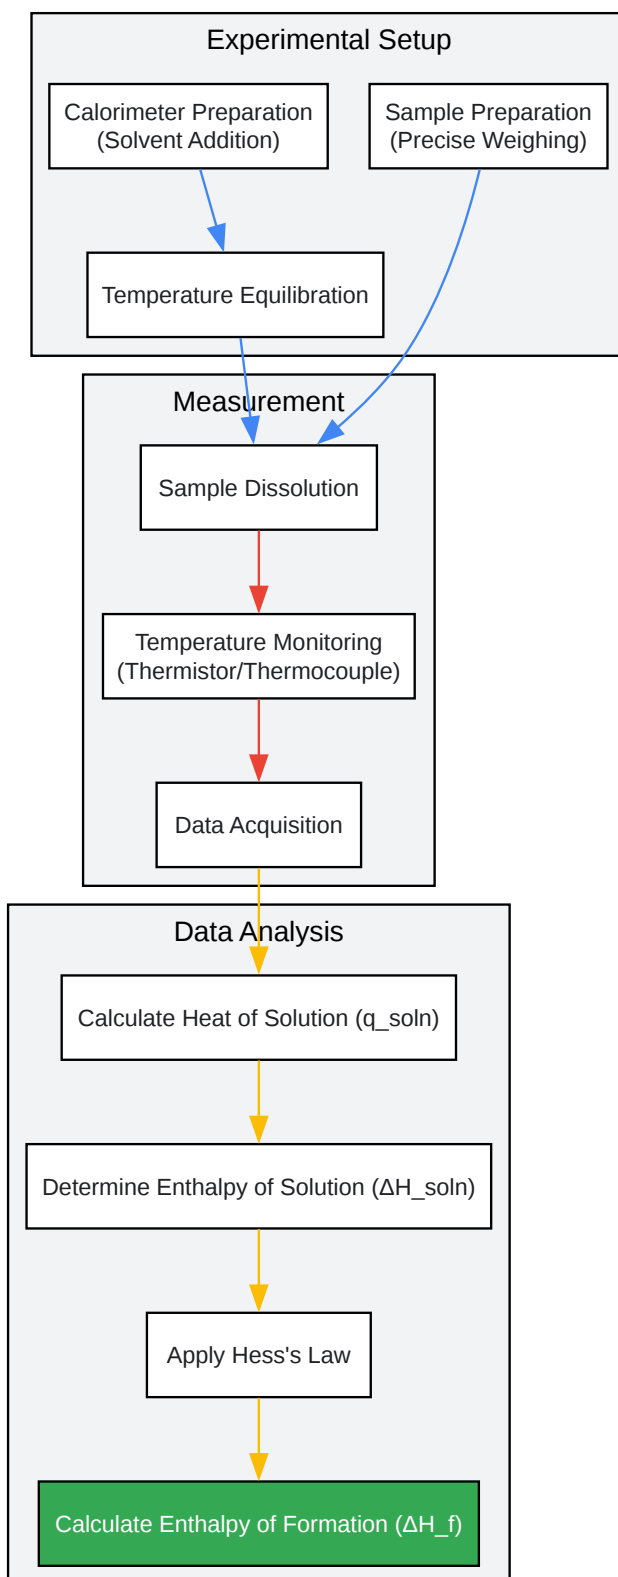 Experimental Setup
Calorimeter Preparation
(Solvent Addition)
Sample Preparation
(Precise Weighing)
Temperature Equilibration
Measurement
Sample Dissolution
Temperature Monitoring
(Thermistor/Thermocouple)
Data Acquisition
Data Analysis
Calculate Heat of Solution (q_soln)
Determine Enthalpy of Solution (ΔH_soln)
Apply Hess's Law
Calculate Enthalpy of Formation (ΔH_f)